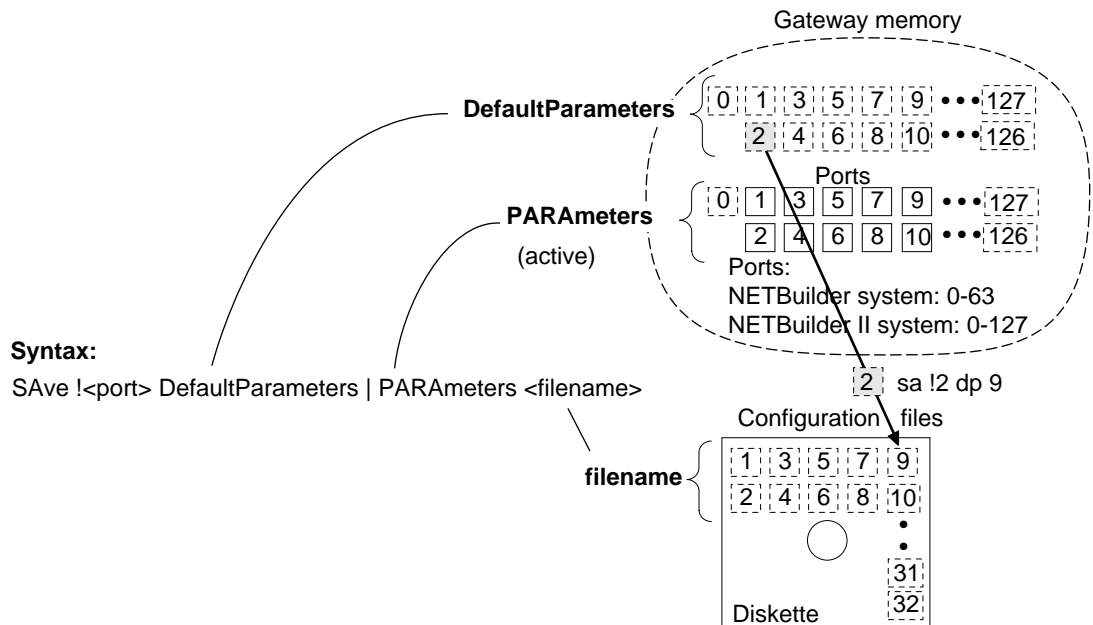 Gateway memory
DefaultParameters
0 1 3 5 7 9 ••• 127
2 4 6 8 10 ••• 126
Ports
PARAmeters
(active)
0 1 3 5 7 9 ••• 127
2 4 6 8 10 ••• 126
Ports:
NETBuilder system: 0-63
NETBuilder II system: 0-127
Syntax:
SAve !<port> DefaultParameters | PARAmeters <filename>
2 sa !2 dp 9
Configuration files
filename
1 3 5 7 9
2 4 6 8 10
31
32
Diskette